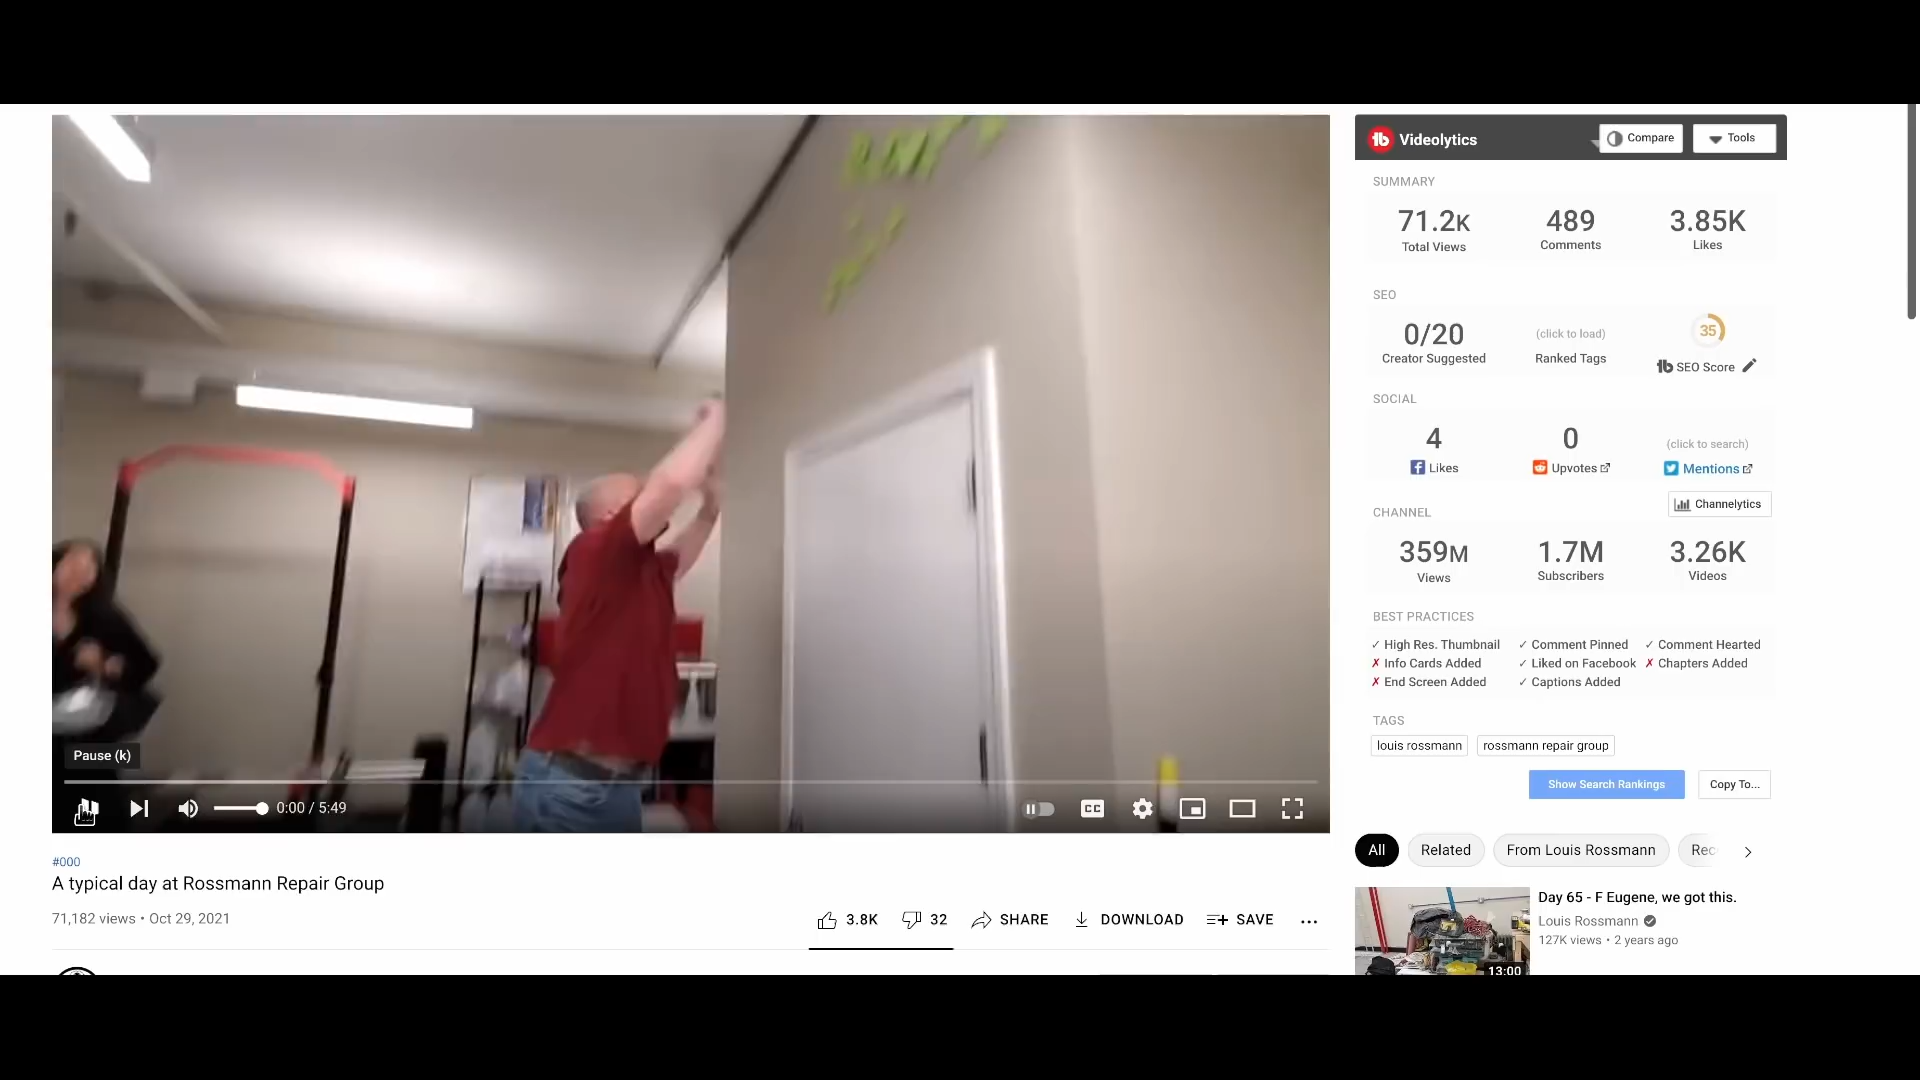 Videolytics
Compare
Tools
SUMMARY
71.2K
489
3.85K
Total Views
Comments
Likes
SEO
0/20
(click to load)
35
Creator Suggested
Ranked Tags
SEO Score
SOCIAL
4
0
(click to search)
Likes
Upvotes
Mentions
Channelytics
CHANNEL
359M
1.7M
3.26K
Views
Subscribers
Videos
BEST PRACTICES
✓ High Res. Thumbnail ✓ Comment Pinned ✓ Comment Hearted
✗ Info Cards Added ✓ Liked on Facebook ✗ Chapters Added
✗ End Screen Added ✓ Captions Added
TAGS
louis rossmann
rossmann repair group
Show Search Rankings
Copy To...
Pause (k)
0:00 / 5:49
CC
#000
A typical day at Rossmann Repair Group
71,182 views • Oct 29, 2021
3.8K
32
SHARE
DOWNLOAD
SAVE
All
Related
From Louis Rossmann
Day 65 - F Eugene, we got this.
Louis Rossmann
127K views • 2 years ago
13:00